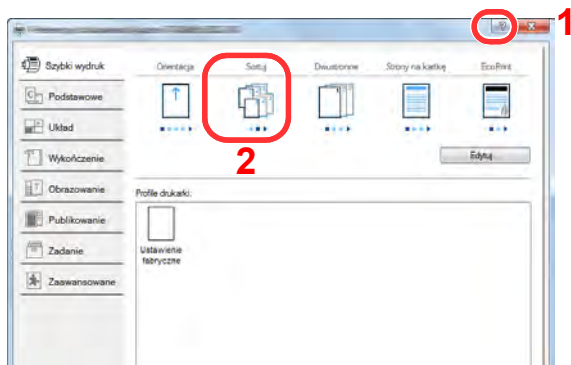 1
Szybki wydruk
Orientacja Sortuj Dwustronne Strony na kartkę EcoPrint
Podstawowe
Układ
2
Edytuj
Wykończenie
Obrazowanie
Profile drukarki:
Publikowanie
Zadanie
Ustawienie
fabryczne
Zaawansowane